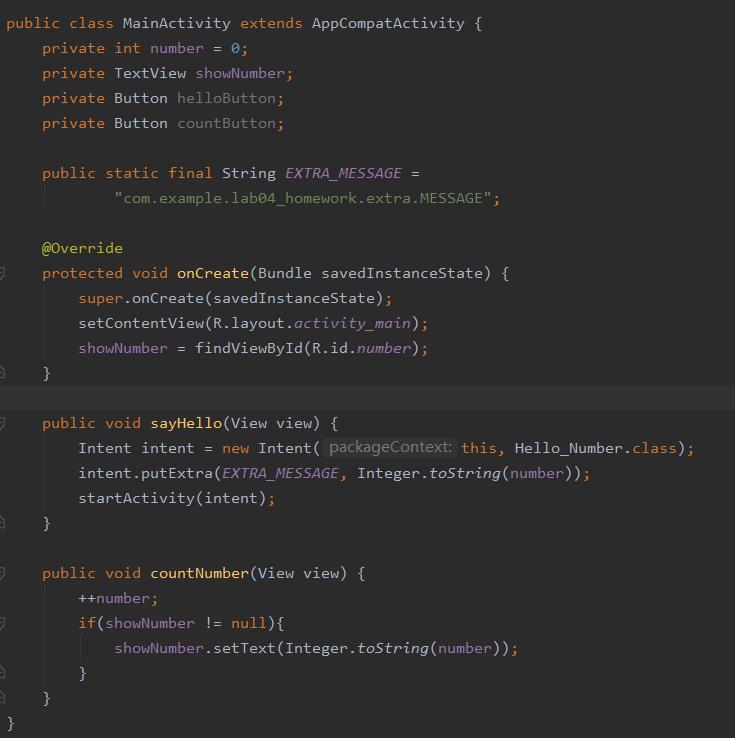 public class MainActivity extends AppCompatActivity {
    private int number = 0;
    private TextView showNumber;
    private Button helloButton;
    private Button countButton;

    public static final String EXTRA_MESSAGE =
            "com.example.lab04_homework.extra.MESSAGE";

    @Override
    protected void onCreate(Bundle savedInstanceState) {
        super.onCreate(savedInstanceState);
        setContentView(R.layout.activity_main);
        showNumber = findViewById(R.id.number);
    }

    public void sayHello(View view) {
        Intent intent = new Intent( packageContext: this, Hello_Number.class);
        intent.putExtra(EXTRA_MESSAGE, Integer.toString(number));
        startActivity(intent);
    }

    public void countNumber(View view) {
        ++number;
        if(showNumber != null){
            showNumber.setText(Integer.toString(number));
        }
    }
}